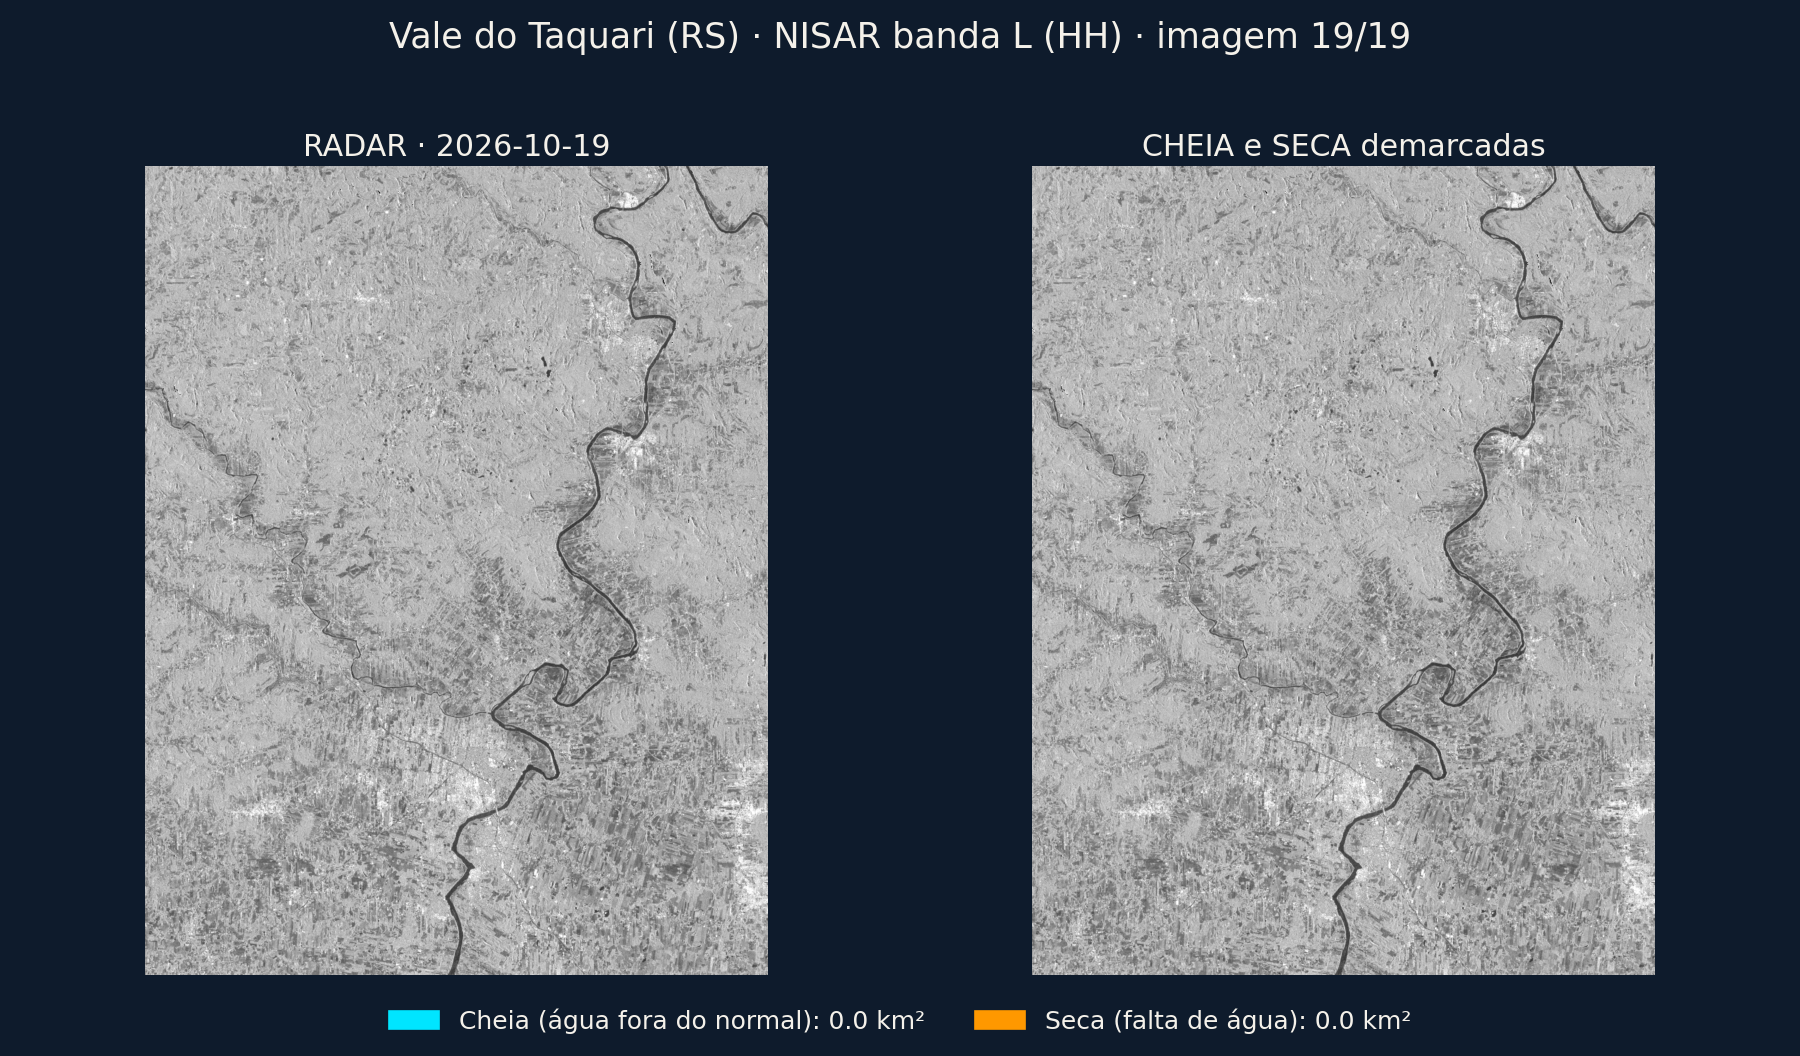 Vale do Taquari (RS) · NISAR banda L (HH) · imagem 19/19
RADAR · 2026-10-19
CHEIA e SECA demarcadas
Cheia (água fora do normal): 0.0 km²
Seca (falta de água): 0.0 km²